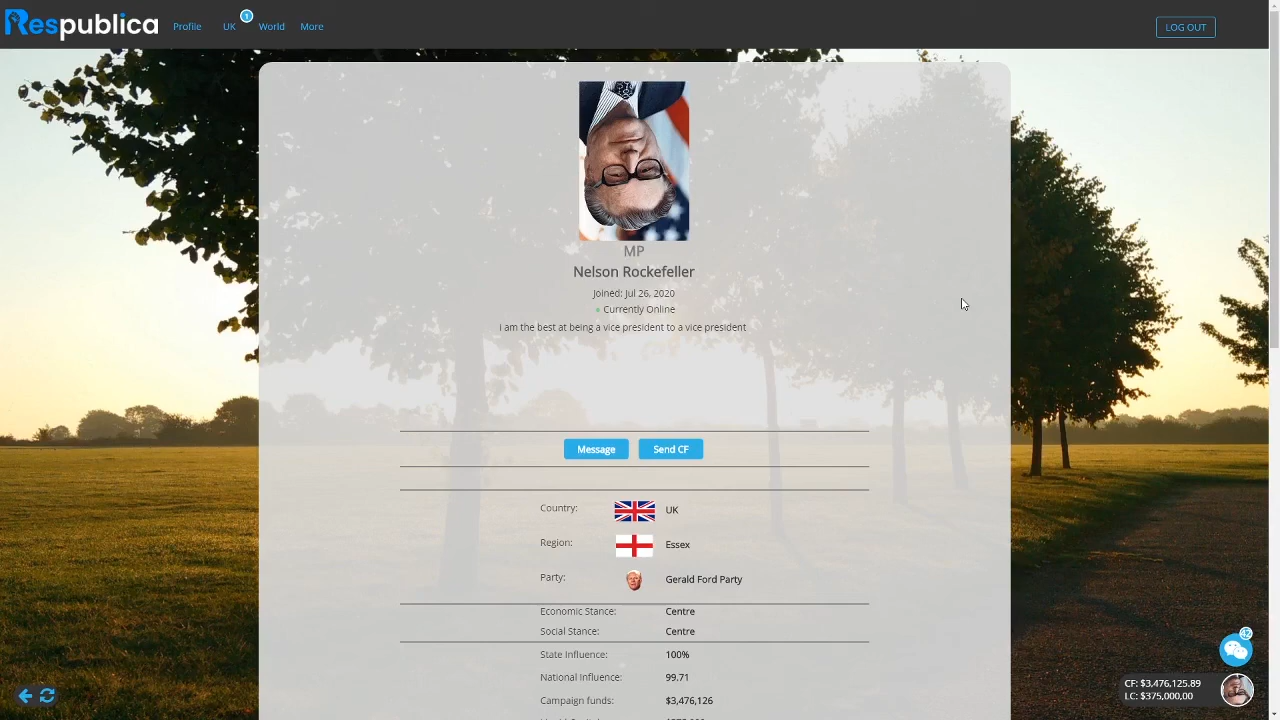 Respublica
Profile
UK
1
World
More
LOG OUT
MP
Nelson Rockefeller
Joined: Jul 26, 2020
Currently Online
I am the best at being a vice president to a vice president
Message
Send CF
Country:
UK
Region:
Essex
Party:
Gerald Ford Party
Economic Stance:
Centre
Social Stance:
Centre
State Influence:
100%
National Influence:
99.71
Campaign funds:
$3,476,126
42
CF: $3,476,125.89
LC: $375,000,00